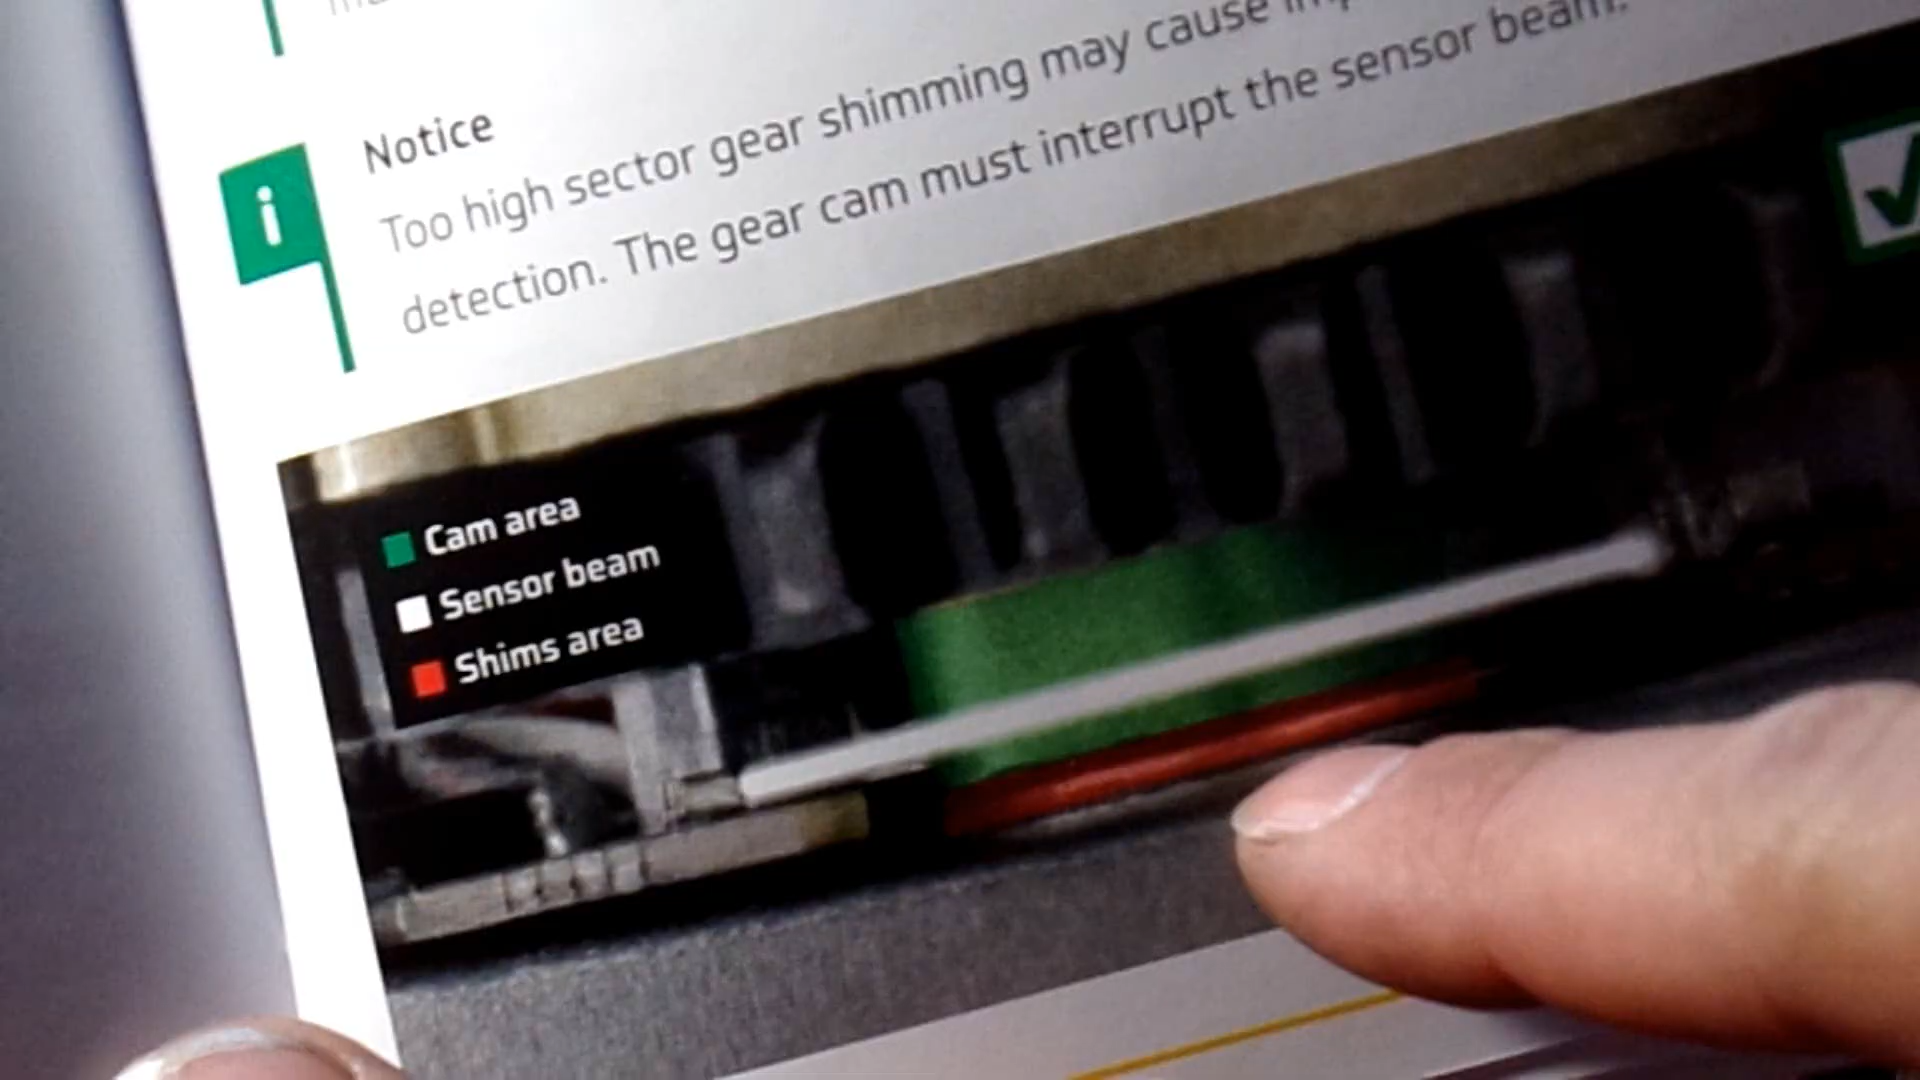 Notice
Too high sector gear shimming may cause
detection. The gear cam must interrupt the sensor beam.
Cam area
Sensor beam
Shims area